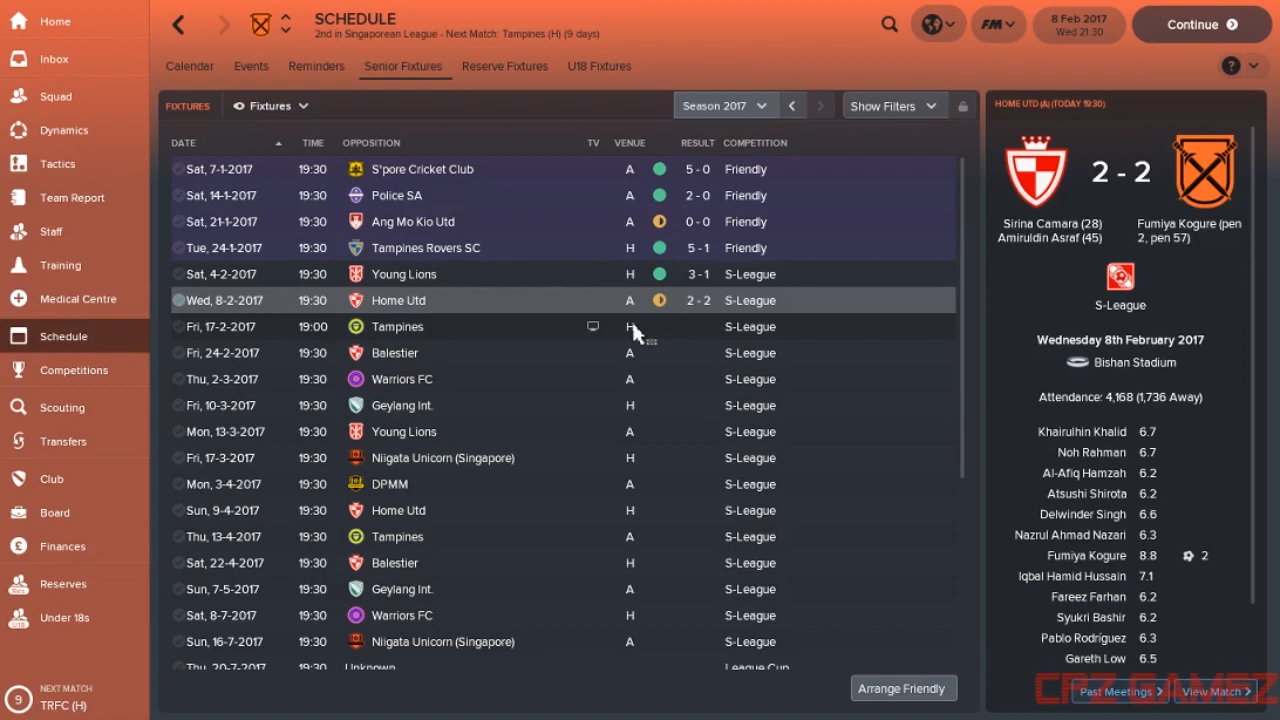 Home
Inbox
Squad
Dynamics
Tactics
Team Report
Staff
Training
Medical Centre
Schedule
Competitions
Scouting
Transfers
Club
Board
Finances
Reserves
Under 18s
9 NEXT MATCH
TRFC (H)
SCHEDULE
2nd in Singaporean League - Next Match: Tampines (H) (9 days)
FM
8 Feb 2017
Wed 21:30
Continue
Calendar Events Reminders Senior Fixtures Reserve Fixtures U18 Fixtures
?
FIXTURES Fixtures Season 2017 Show Filters
DATE TIME OPPOSITION TV VENUE RESULT COMPETITION
Sat, 7-1-2017 19:30 S'pore Cricket Club A 5 - 0 Friendly
Sat, 14-1-2017 19:30 Police SA A 2 - 0 Friendly
Sat, 21-1-2017 19:30 Ang Mo Kio Utd A 0 - 0 Friendly
Tue, 24-1-2017 19:30 Tampines Rovers SC H 5 - 1 Friendly
Sat, 4-2-2017 19:30 Young Lions H 3 - 1 S-League
Wed, 8-2-2017 19:30 Home Utd A 2 - 2 S-League
Fri, 17-2-2017 19:00 Tampines H S-League
Fri, 24-2-2017 19:30 Balestier A S-League
Thu, 2-3-2017 19:30 Warriors FC A S-League
Fri, 10-3-2017 19:30 Geylang Int. H S-League
Mon, 13-3-2017 19:30 Young Lions A S-League
Fri, 17-3-2017 19:30 Niigata Unicorn (Singapore) H S-League
Mon, 3-4-2017 19:30 DPMM A S-League
Sun, 9-4-2017 19:30 Home Utd H S-League
Thu, 13-4-2017 19:30 Tampines A S-League
Sat, 22-4-2017 19:30 Balestier H S-League
Sun, 7-5-2017 19:30 Geylang Int. A S-League
Sat, 8-7-2017 19:30 Warriors FC H S-League
Sun, 16-7-2017 19:30 Niigata Unicorn (Singapore) A S-League
Thu, 20-7-2017 19:30 Unknown League Cup
Arrange Friendly
HOME UTD (A) (TODAY 19:30)
2 - 2
Sirina Camara (28)
Amiruldin Asraf (45)
Fumiya Kogure (pen
2, pen 57)
S-League
Wednesday 8th February 2017
Bishan Stadium
Attendance: 4,168 (1,736 Away)
Khairulhin Khalid 6.7
Noh Rahman 6.7
Al-Afiq Hamzah 6.2
Atsushi Shirota 6.2
Delwinder Singh 6.6
Nazrul Ahmad Nazari 6.3
Fumiya Kogure 8.8 2
Iqbal Hamid Hussain 7.1
Fareez Farhan 6.2
Syukri Bashir 6.2
Pablo Rodríguez 6.3
Gareth Low 6.5
Past Meetings > View Match >
CPZ GAMEZ